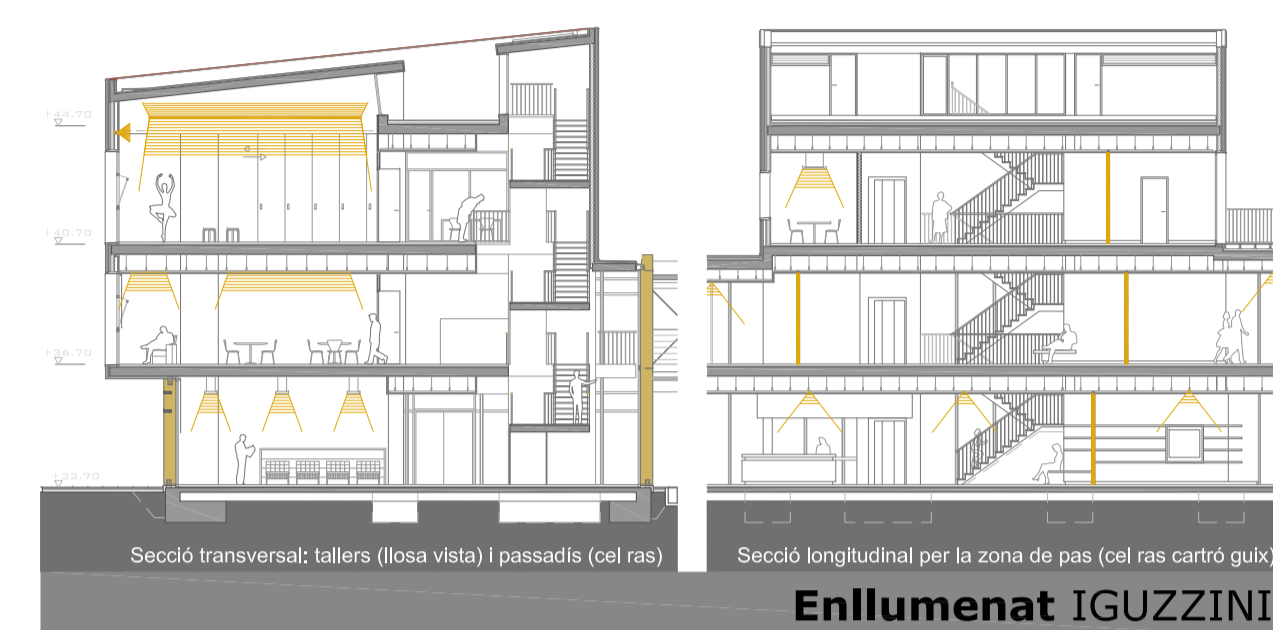 +44.70
+40.70
+36.70
+32.70
Secció transversal: tallers (llosa vista) i passadís (cel ras)
Secció longitudinal per la zona de pas (cel ras cartró guix)
Enllumenat IGUZZINI